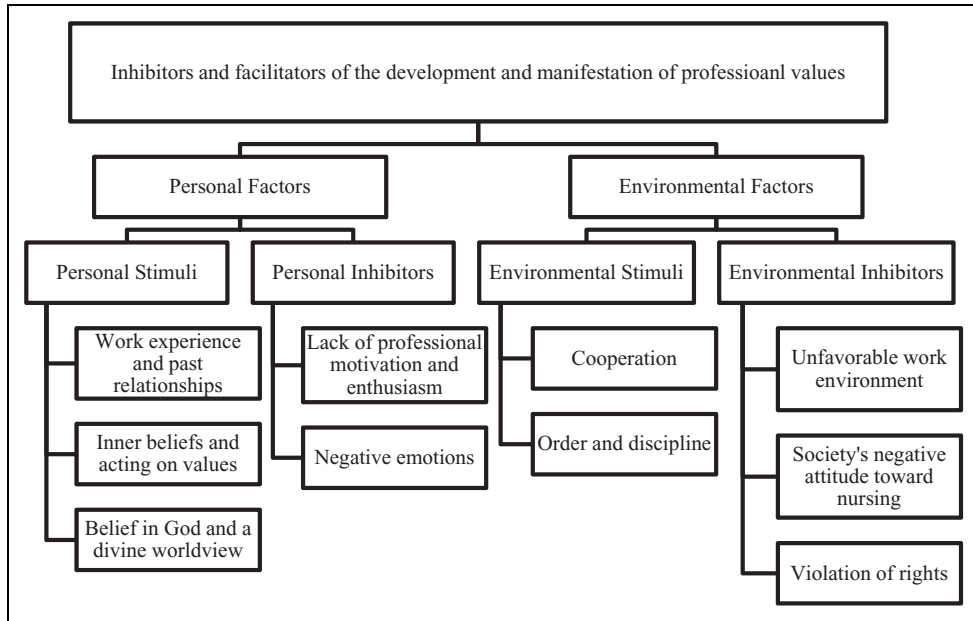 Inhibitors and facilitators of the development and manifestation of professioanl values
Personal Factors
Environmental Factors
Personal Stimuli
Personal Inhibitors
Environmental Stimuli
Environmental Inhibitors
Work experience
and past
relationships
Inner beliefs and
acting on values
Belief in God and a
divine worldview
Lack of professional
motivation and
enthusiasm
Negative emotions
Cooperation
Order and discipline
Unfavorable work
environment
Society's negative
attitude toward
nursing
Violation of rights